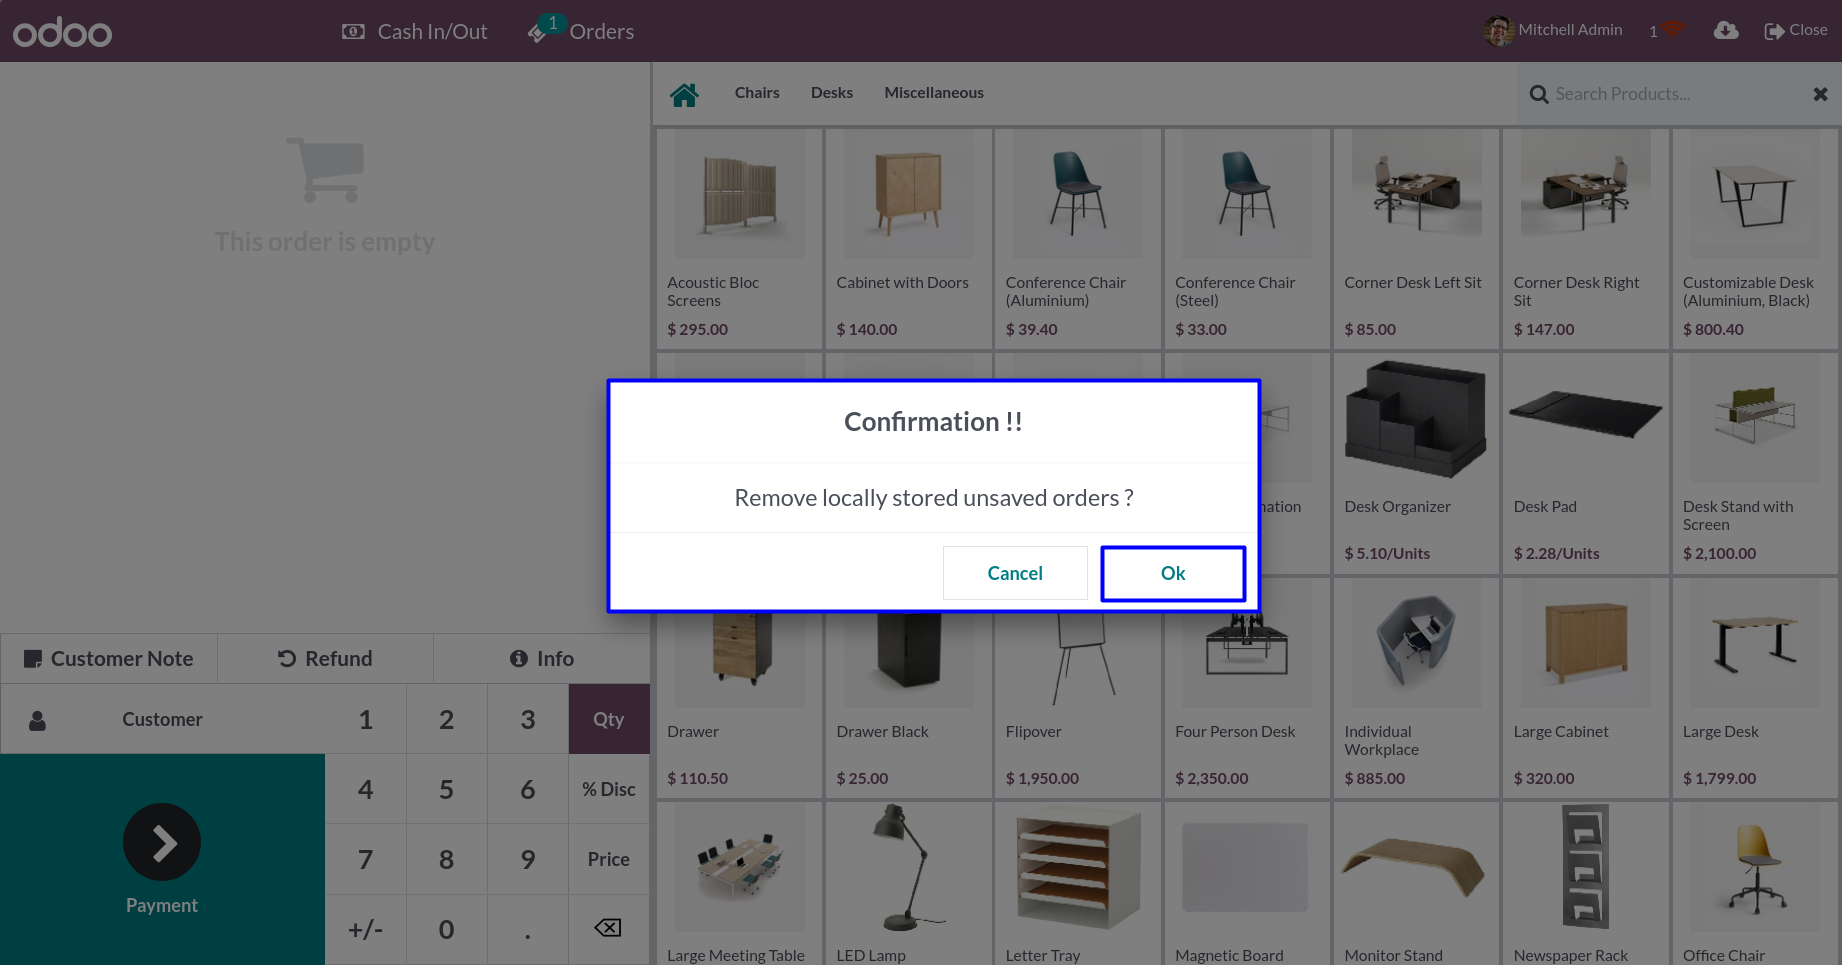 odoo
Cash In/Out
1
Orders
Mitchell Admin
1
Close
This order is empty
Chairs
Desks
Miscellaneous
Search Products...
Acoustic Bloc
Screens
$ 295.00
Cabinet with Doors
$ 140.00
Conference Chair
(Aluminium)
$ 39.40
Conference Chair
(Steel)
$ 33.00
Corner Desk Left Sit
$ 85.00
Corner Desk Right
Sit
$ 147.00
Customizable Desk
(Aluminium, Black)
$ 800.40
Confirmation !!
Remove locally stored unsaved orders ?
Cancel
Ok
Desk Organizer
$ 5.10/Units
Desk Pad
$ 2.28/Units
Desk Stand with
Screen
$ 2,100.00
Drawer
$ 110.50
Drawer Black
$ 25.00
Flipover
$ 1,950.00
Four Person Desk
$ 2,350.00
Individual
Workplace
$ 885.00
Large Cabinet
$ 320.00
Large Desk
$ 1,799.00
Large Meeting Table
LED Lamp
Letter Tray
Magnetic Board
Monitor Stand
Newspaper Rack
Office Chair
Customer Note
Refund
Info
Customer
1
2
3
Qty
4
5
6
% Disc
7
8
9
Price
+/-
0
.
Payment